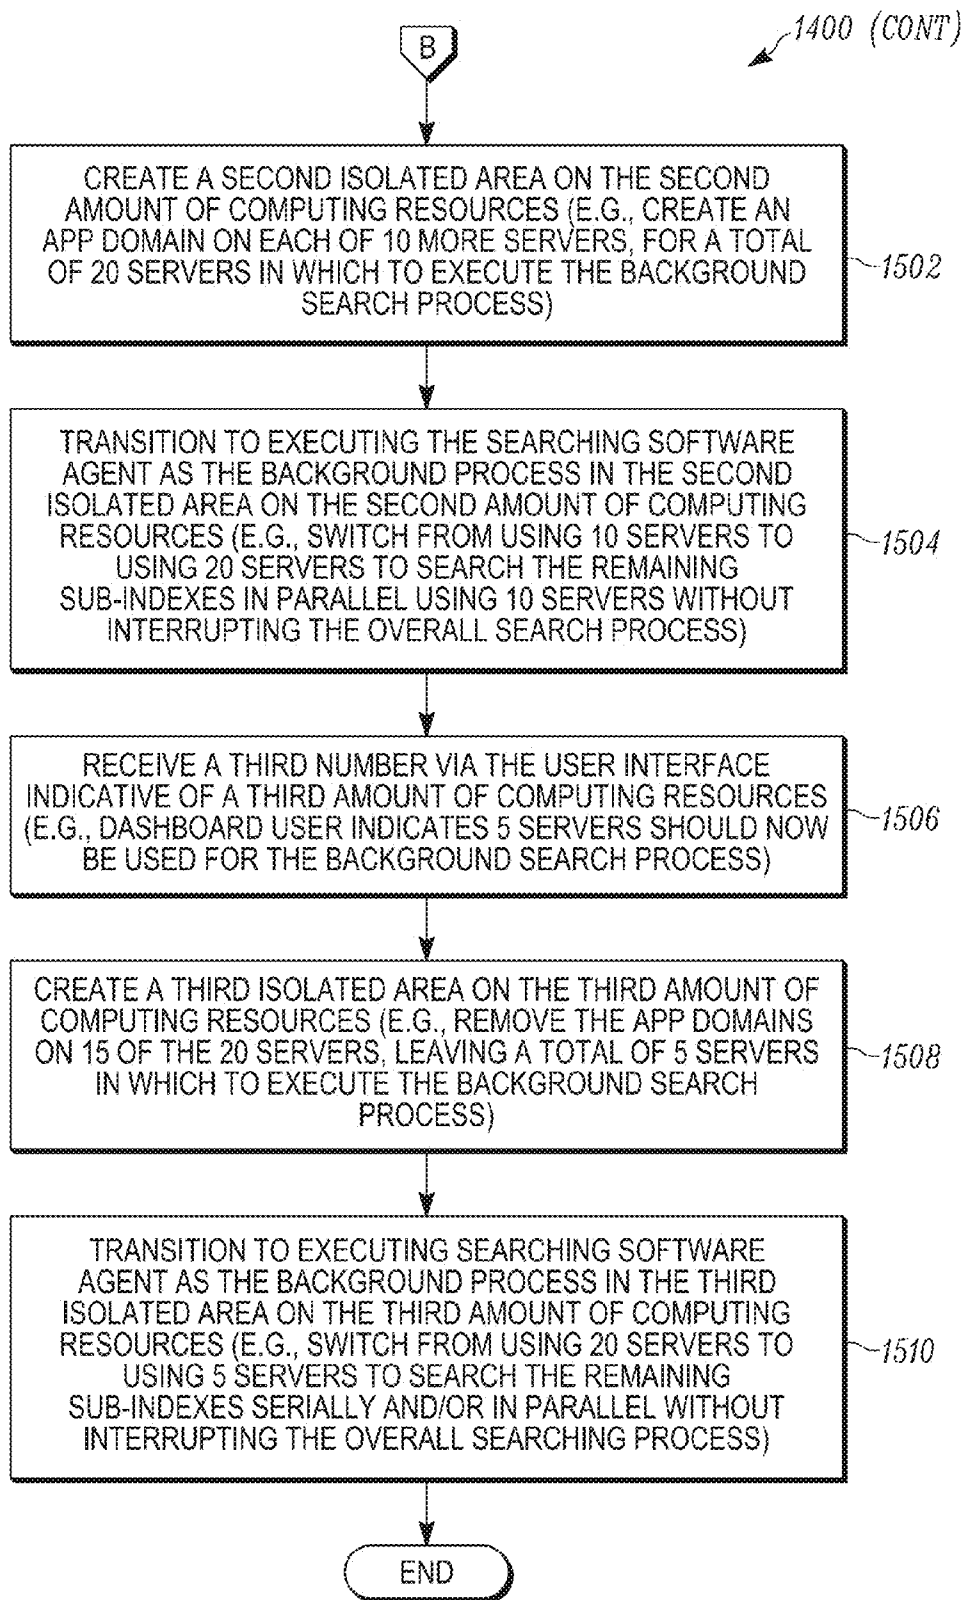 1400 (CONT)
B
CREATE A SECOND ISOLATED AREA ON THE SECOND
AMOUNT OF COMPUTING RESOURCES (E.G., CREATE AN
APP DOMAIN ON EACH OF 10 MORE SERVERS, FOR A TOTAL
OF 20 SERVERS IN WHICH TO EXECUTE THE BACKGROUND
SEARCH PROCESS)
1502
TRANSITION TO EXECUTING THE SEARCHING SOFTWARE
AGENT AS THE BACKGROUND PROCESS IN THE SECOND
ISOLATED AREA ON THE SECOND AMOUNT OF COMPUTING
RESOURCES (E.G., SWITCH FROM USING 10 SERVERS TO
USING 20 SERVERS TO SEARCH THE REMAINING
SUB-INDEXES IN PARALLEL USING 10 SERVERS WITHOUT
INTERRUPTING THE OVERALL SEARCH PROCESS)
1504
RECEIVE A THIRD NUMBER VIA THE USER INTERFACE
INDICATIVE OF A THIRD AMOUNT OF COMPUTING RESOURCES
(E.G., DASHBOARD USER INDICATES 5 SERVERS SHOULD NOW
BE USED FOR THE BACKGROUND SEARCH PROCESS)
1506
CREATE A THIRD ISOLATED AREA ON THE THIRD AMOUNT OF
COMPUTING RESOURCES (E.G., REMOVE THE APP DOMAINS
ON 15 OF THE 20 SERVERS, LEAVING A TOTAL OF 5 SERVERS
IN WHICH TO EXECUTE THE BACKGROUND SEARCH
PROCESS)
1508
TRANSITION TO EXECUTING SEARCHING SOFTWARE
AGENT AS THE BACKGROUND PROCESS IN THE THIRD
ISOLATED AREA ON THE THIRD AMOUNT OF COMPUTING
RESOURCES (E.G., SWITCH FROM USING 20 SERVERS TO
USING 5 SERVERS TO SEARCH THE REMAINING
SUB-INDEXES SERIALLY AND/OR IN PARALLEL WITHOUT
INTERRUPTING THE OVERALL SEARCHING PROCESS)
1510
END